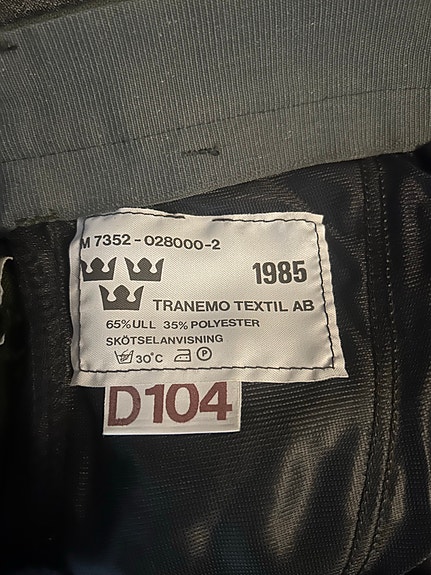 M 7352-028000-2
1985
TRANEMO TEXTIL AB
65%ULL 35%POLYESTER
SKÖTSELANVISNING
30°C P
D104